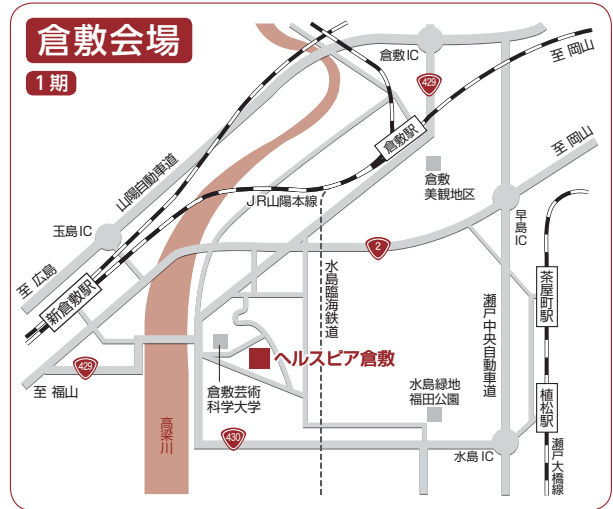 倉敷会場
1期
倉敷IC
至 岡山
429
倉敷駅
山陽自動車道
倉敷
美観地区
至 岡山
JR山陽本線
玉島IC
早島IC
2
至 広島
新倉敷駅
水島臨海鉄道
瀬戸中央自動車道
茶屋町駅
ヘルスピア倉敷
429
至 福山
倉敷芸術
科学大学
水島緑地
福田公園
植松駅
高梁川
430
水島IC
瀬戸大橋線